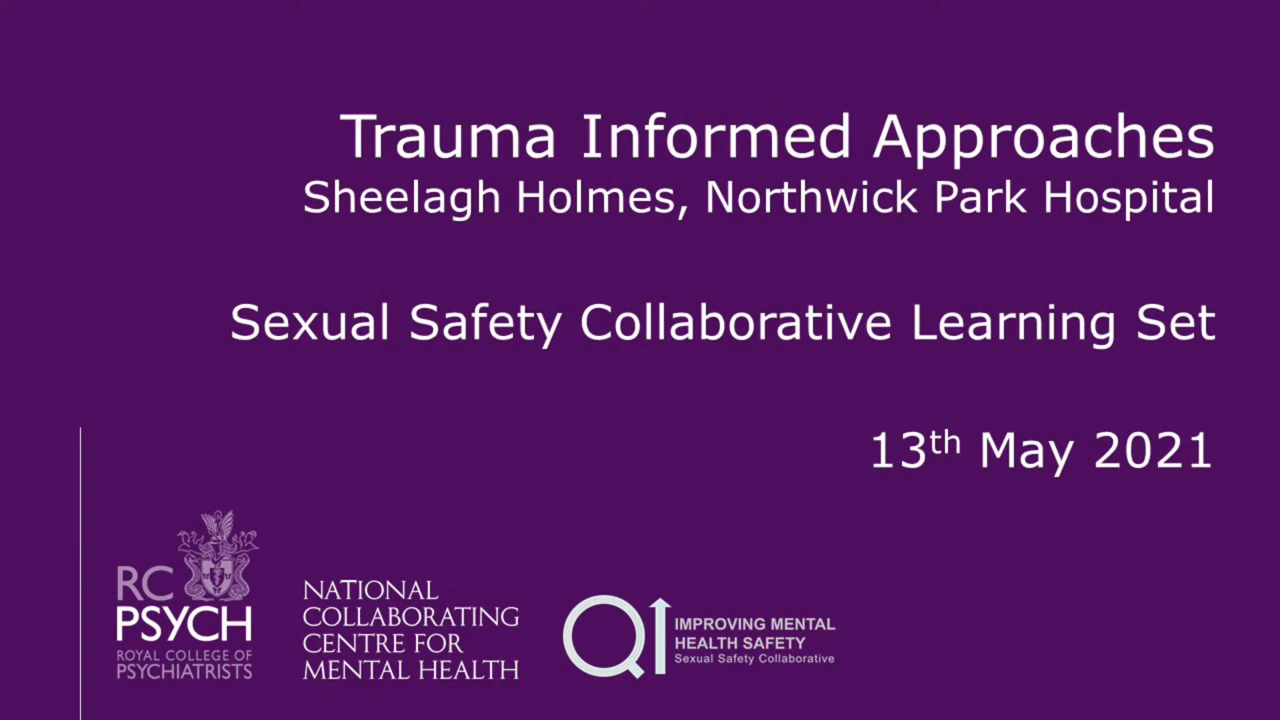 Trauma Informed Approaches
Sheelagh Holmes, Northwick Park Hospital
Sexual Safety Collaborative Learning Set
13th May 2021
RC
PSYCH
ROYAL COLLEGE OF
PSYCHIATRISTS
NATIONAL
COLLABORATING
CENTRE FOR
MENTAL HEALTH
QI
IMPROVING MENTAL
HEALTH SAFETY
Sexual Safety Collaborative